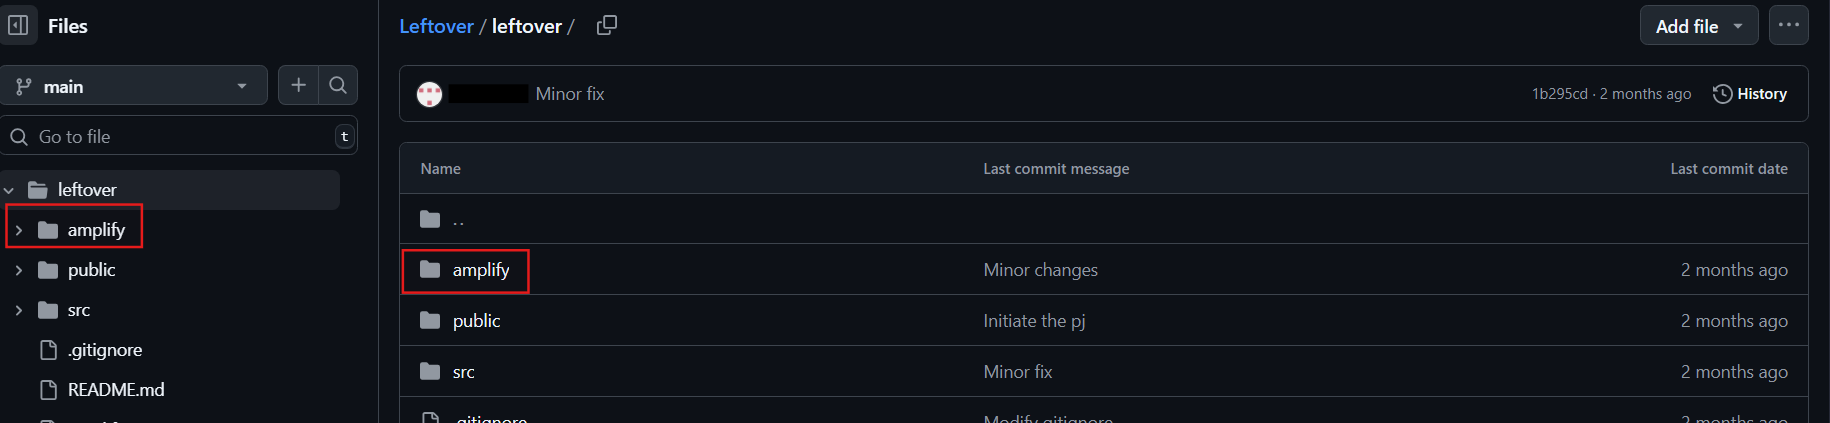 Files
main
Go to file
t
leftover
amplify
public
src
.gitignore
README.md
Leftover / leftover /
Add file
Minor fix
1b295cd · 2 months ago
History
Name Last commit message Last commit date
..
amplify Minor changes 2 months ago
public Initiate the pj 2 months ago
src Minor fix 2 months ago
.gitignore Modify gitignore 2 months ago